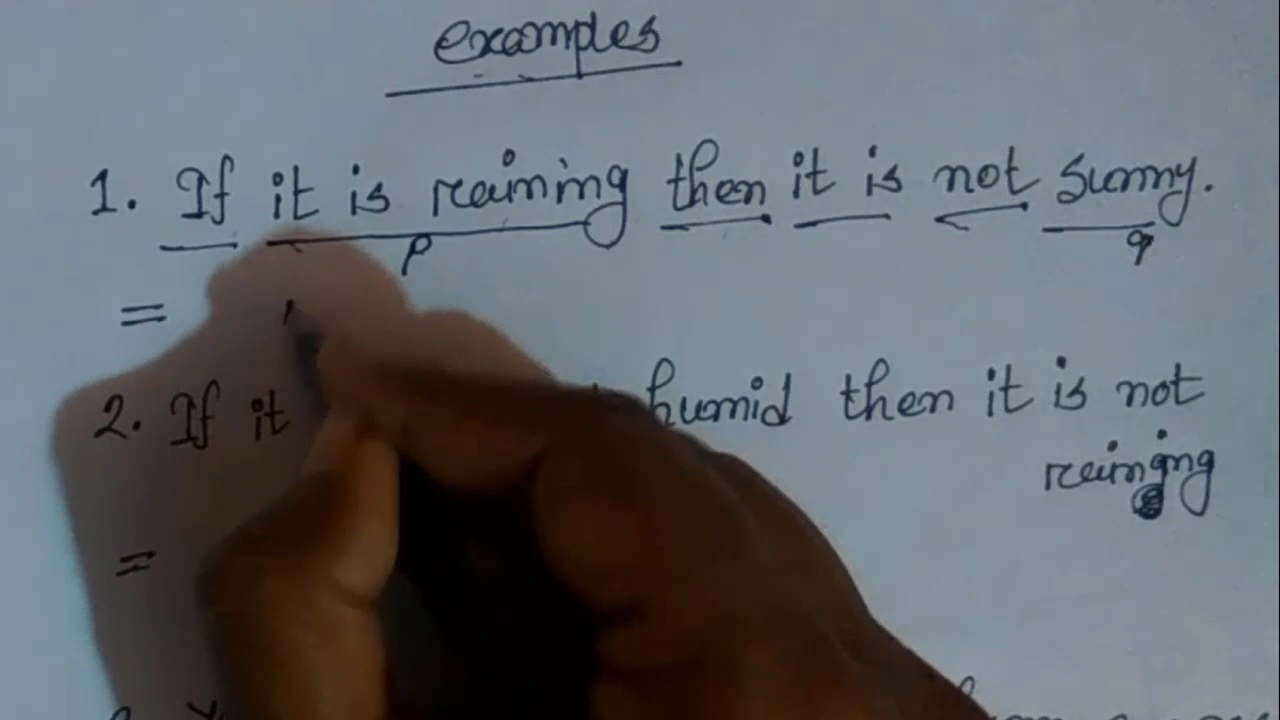 examples
1. If it is raining then it is not sunny.
p q
=
2. If it humid then it is not
raining
=